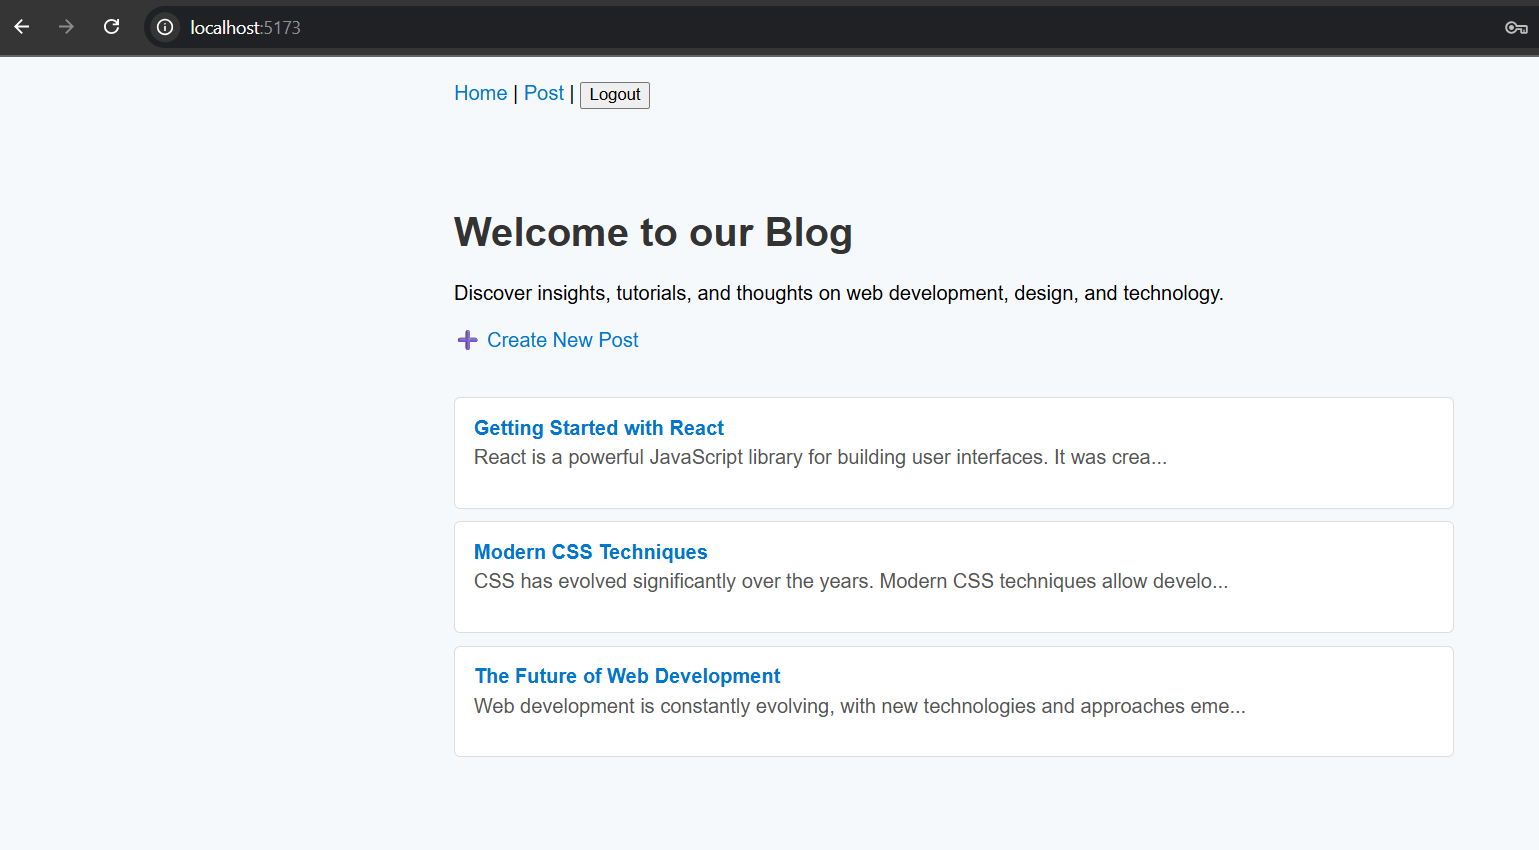 localhost:5173
Home | Post | Logout
Welcome to our Blog
Discover insights, tutorials, and thoughts on web development, design, and technology.
➕ Create New Post
Getting Started with React
React is a powerful JavaScript library for building user interfaces. It was crea...
Modern CSS Techniques
CSS has evolved significantly over the years. Modern CSS techniques allow develo...
The Future of Web Development
Web development is constantly evolving, with new technologies and approaches eme...